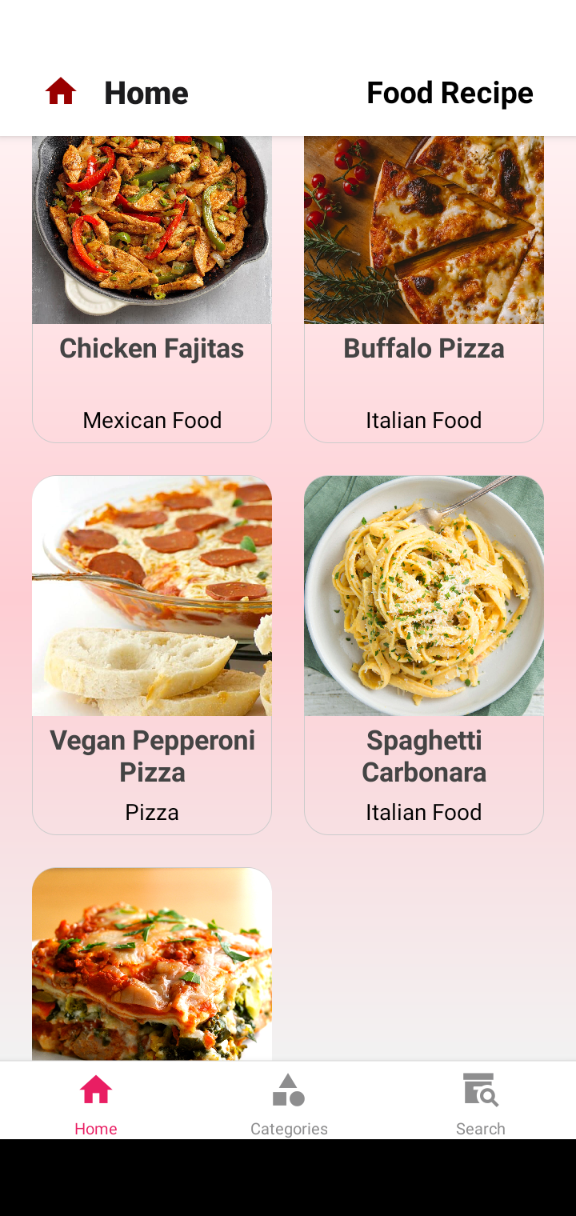 Home
Food Recipe
Chicken Fajitas
Mexican Food
Buffalo Pizza
Italian Food
Vegan Pepperoni
Pizza
Pizza
Spaghetti
Carbonara
Italian Food
Home
Categories
Search